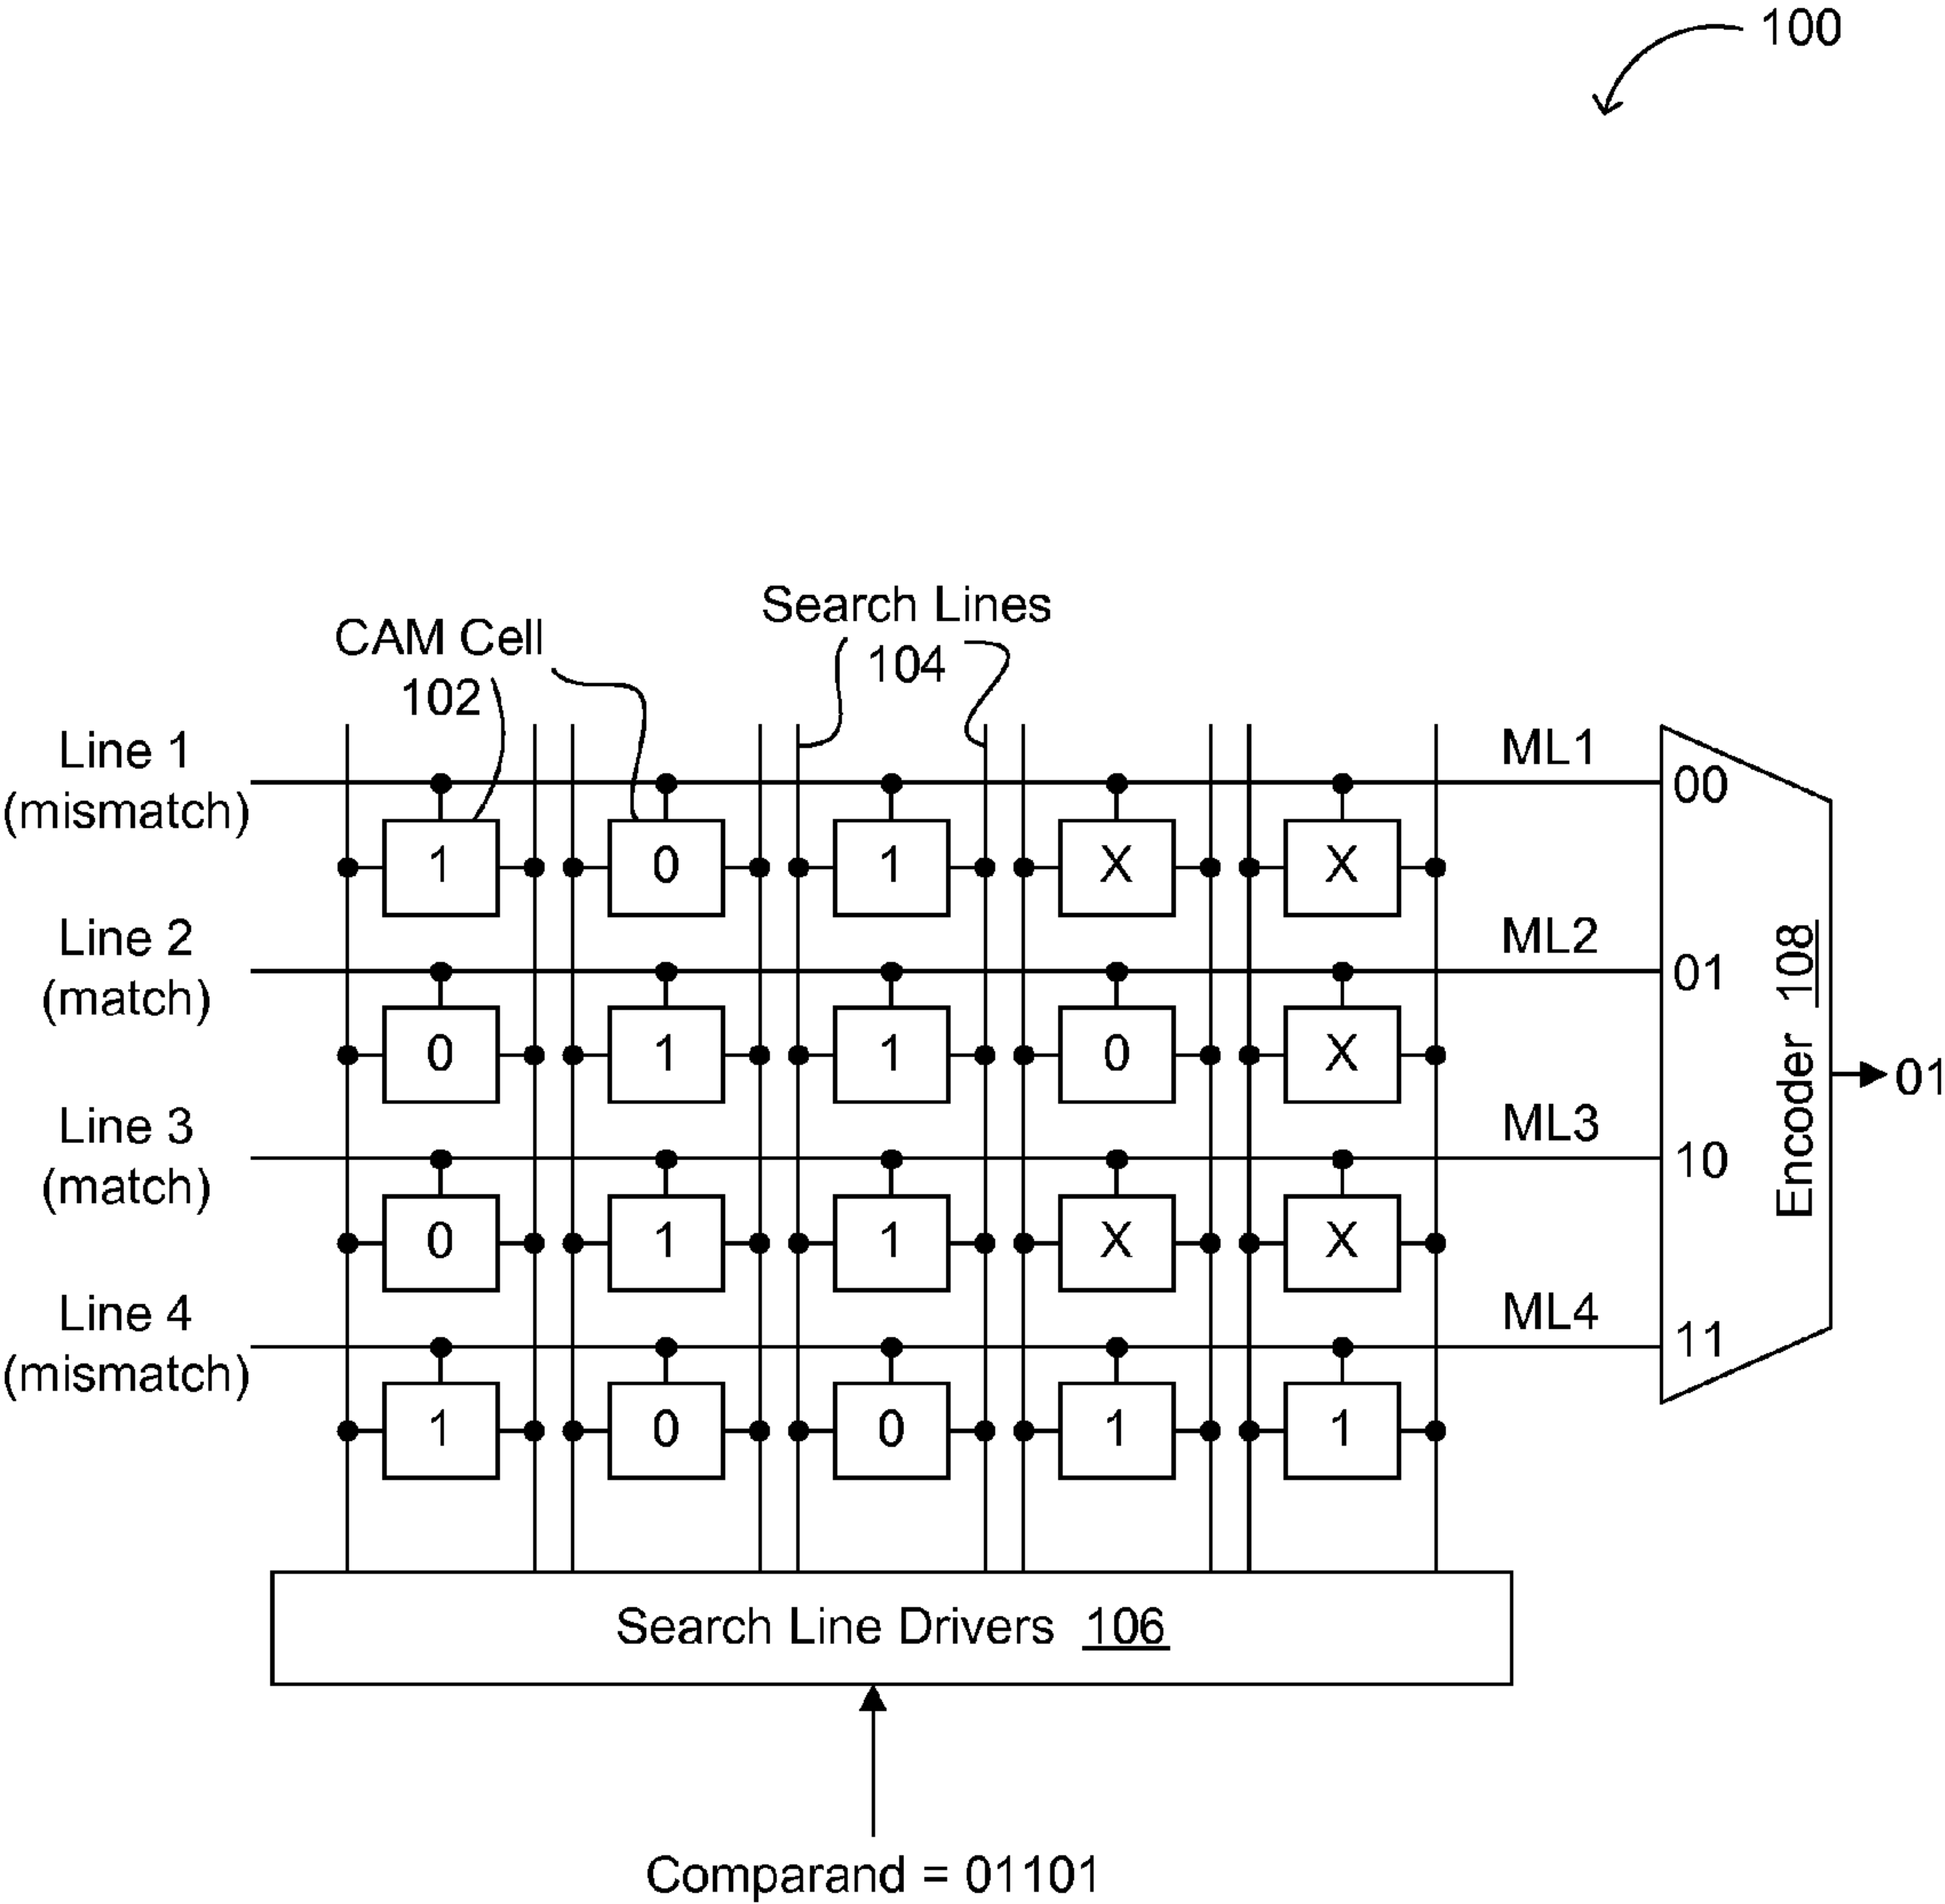 100
Search Lines
104
CAM Cell
102
Line 1
(mismatch)
ML1
00
1 0 1 X X
Line 2
(match)
ML2
01
0 1 1 0 X
Encoder 108
01
Line 3
(match)
ML3
10
0 1 1 X X
Line 4
(mismatch)
ML4
11
1 0 0 1 1
Search Line Drivers 106
Comparand = 01101